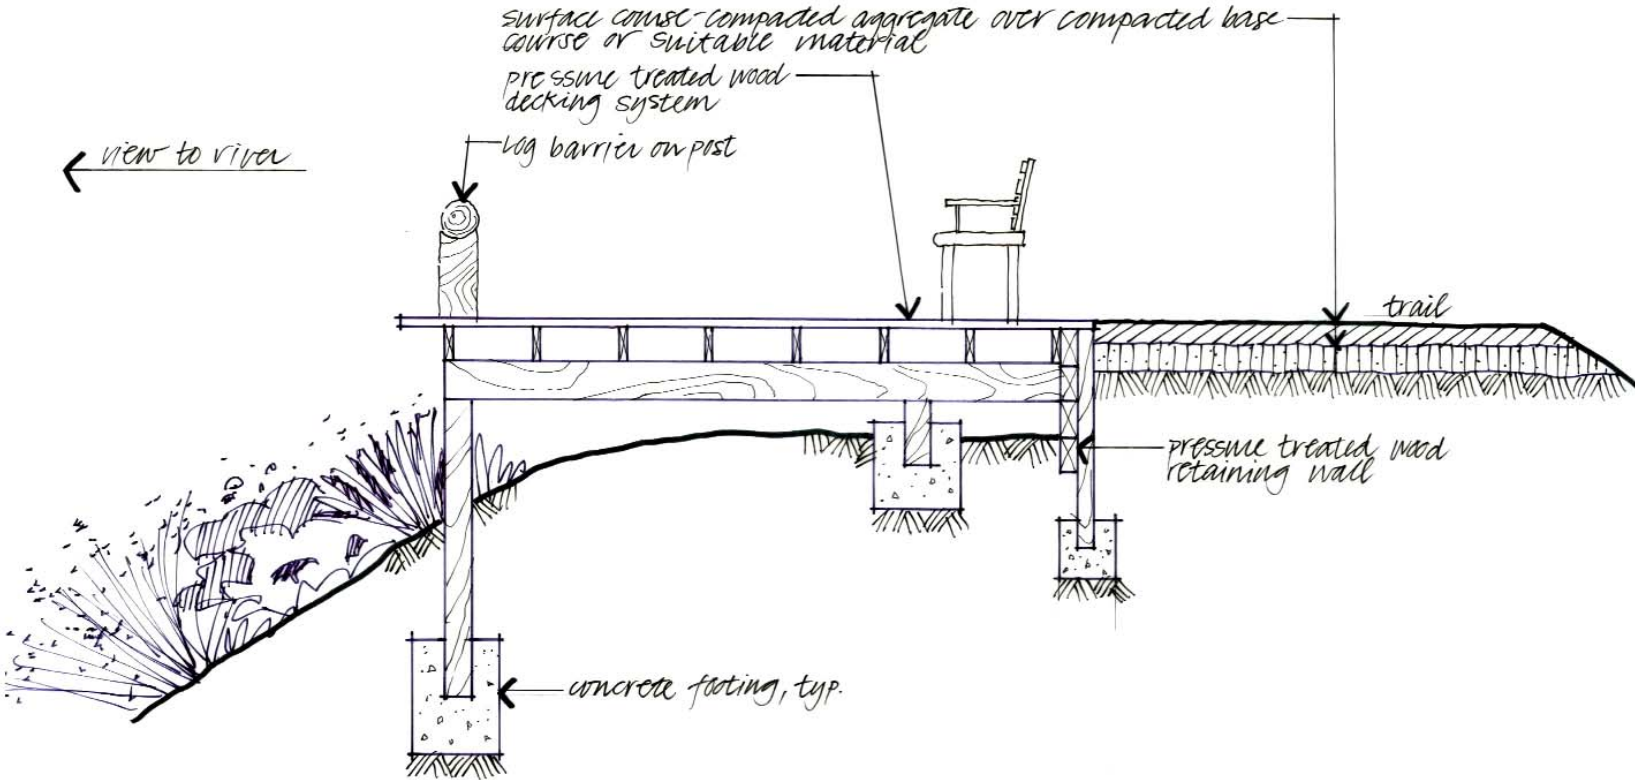 surface course-compacted aggregate over compacted base
course or suitable material
pressure treated wood
decking system
log barrier on post
view to river
trail
pressure treated wood
retaining wall
concrete footing, typ.